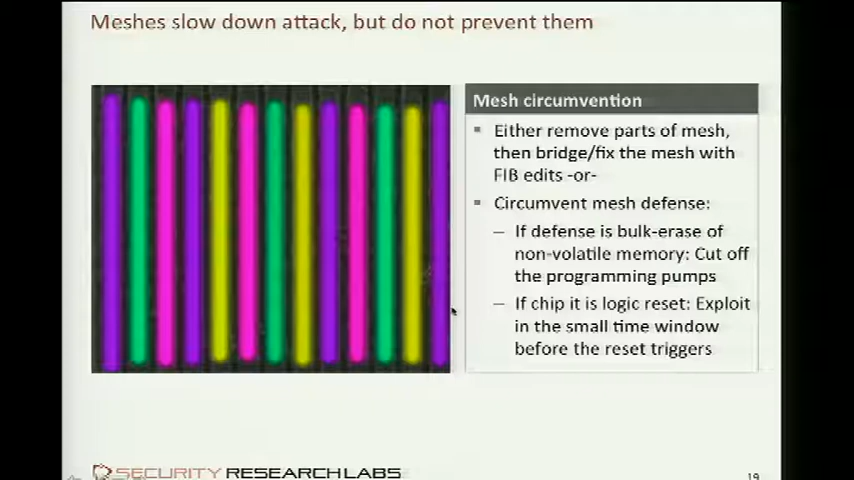 Meshes slow down attack, but do not prevent them
Mesh circumvention
▪ Either remove parts of mesh,
then bridge/fix the mesh with
FIB edits -or-
▪ Circumvent mesh defense:
– If defense is bulk-erase of
non-volatile memory: Cut off
the programming pumps
– If chip it is logic reset: Exploit
in the small time window
before the reset triggers
SECURITY RESEARCH LABS
19